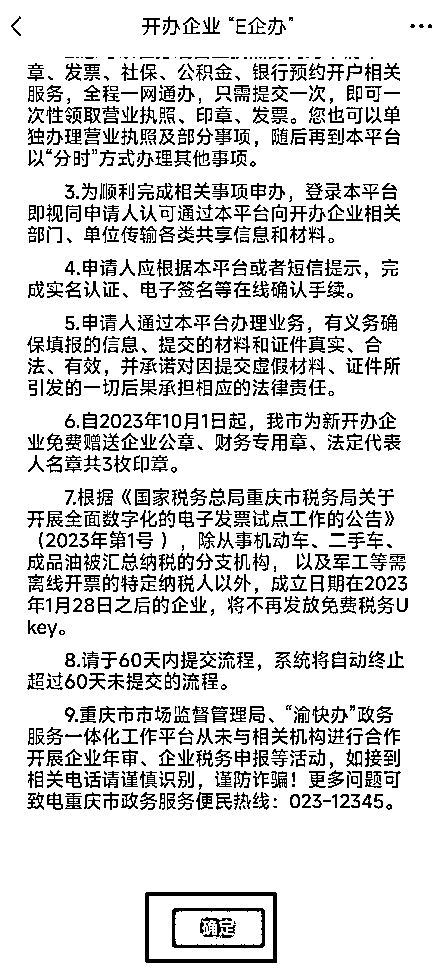 开办企业 “E企办”
章、发票、社保、公积金、银行预约开户相关
服务，全程一网通办，只需提交一次，即可一
次性领取营业执照、印章、发票。您也可以单
独办理营业执照及部分事项，随后再到本平台
以“分时”方式办理其他事项。
3.为顺利完成相关事项申办，登录本平台
即视同申请人认可通过本平台向开办企业相关
部门、单位传输各类共享信息和材料。
4.申请人应根据本平台或者短信提示，完
成实名认证、电子签名等在线确认手续。
5.申请人通过本平台办理业务，有义务确
保填报的信息、提交的材料和证件真实、合
法、有效，并承诺对因提交虚假材料、证件所
引发的一切后果承担相应的法律责任。
6.自2023年10月1日起，我市为新开办企
业免费赠送企业公章、财务专用章、法定代表
人名章共3枚印章。
7.根据《国家税务总局重庆市税务局关于
开展全面数字化的电子发票试点工作的公告》
（2023年第1号 ），除从事机动车、二手车、
成品油被汇总纳税的分支机构， 以及军工等需
离线开票的特定纳税人以外，成立日期在2023
年1月28日之后的企业，将不再发放免费税务U
key。
8.请于60天内提交流程，系统将自动终止
超过60天未提交的流程。
9.重庆市市场监督管理局、“渝快办”政务
服务一体化工作平台从未与相关机构进行合作
开展企业年审、企业税务申报等活动，如接到
相关电话请谨慎识别，谨防诈骗！更多问题可
致电重庆市政务服务便民热线：023-12345。
确定